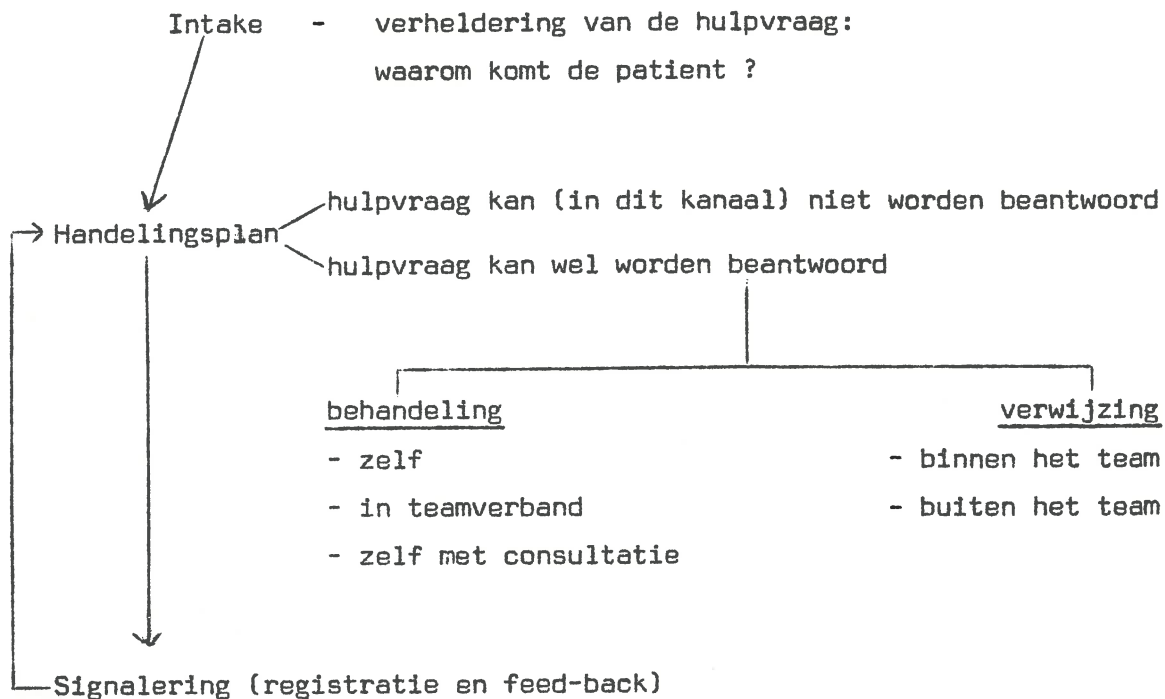 Intake - verheldering van de hulpvraag:
waarom komt de patient ?
hulpvraag kan (in dit kanaal) niet worden beantwoord
Handelingsplan
hulpvraag kan wel worden beantwoord
behandeling verwijzing
- zelf - binnen het team
- in teamverband - buiten het team
- zelf met consultatie
Signalering (registratie en feed-back)